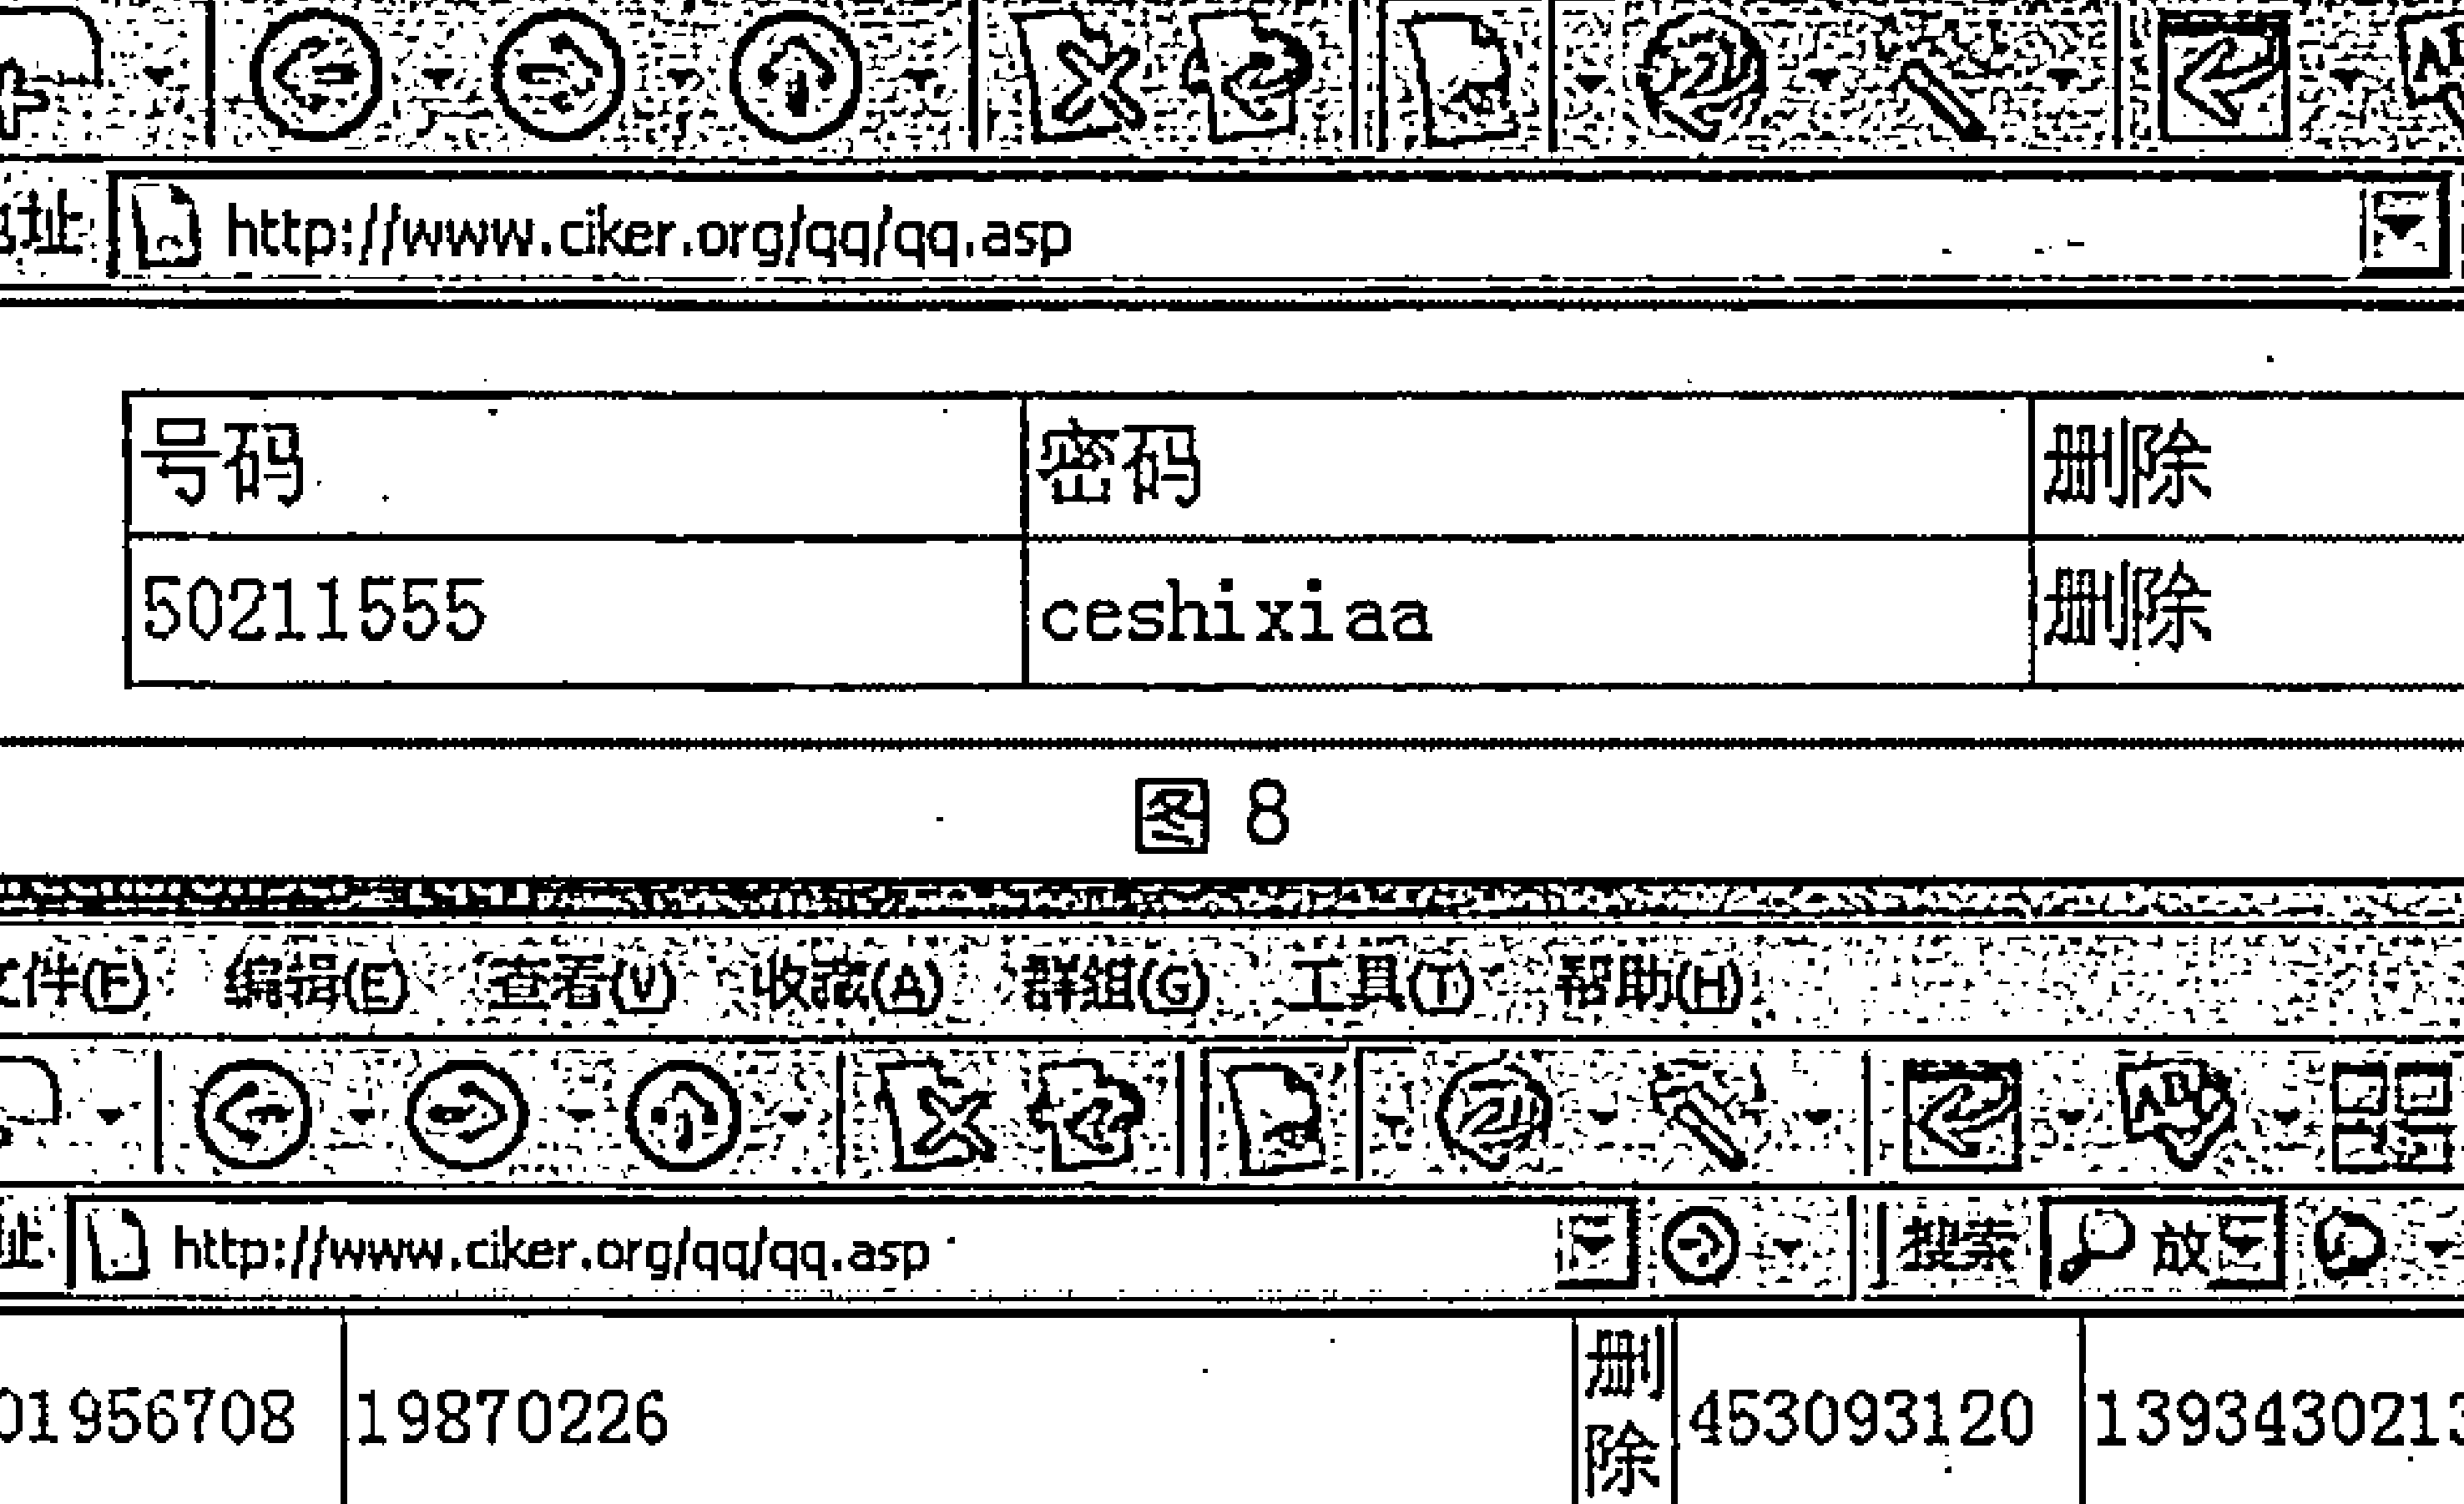 址 http://www.ciker.org/qq/qq.asp
号码 密码 删除
50211555 ceshixiaa 删除
图 8
文件(F) 编辑(E) 查看(V) 收藏(A) 群组(G) 工具(T) 帮助(H)
址 http://www.ciker.org/qq/qq.asp 搜索 放
01956708 19870226 删除 453093120 1393430213